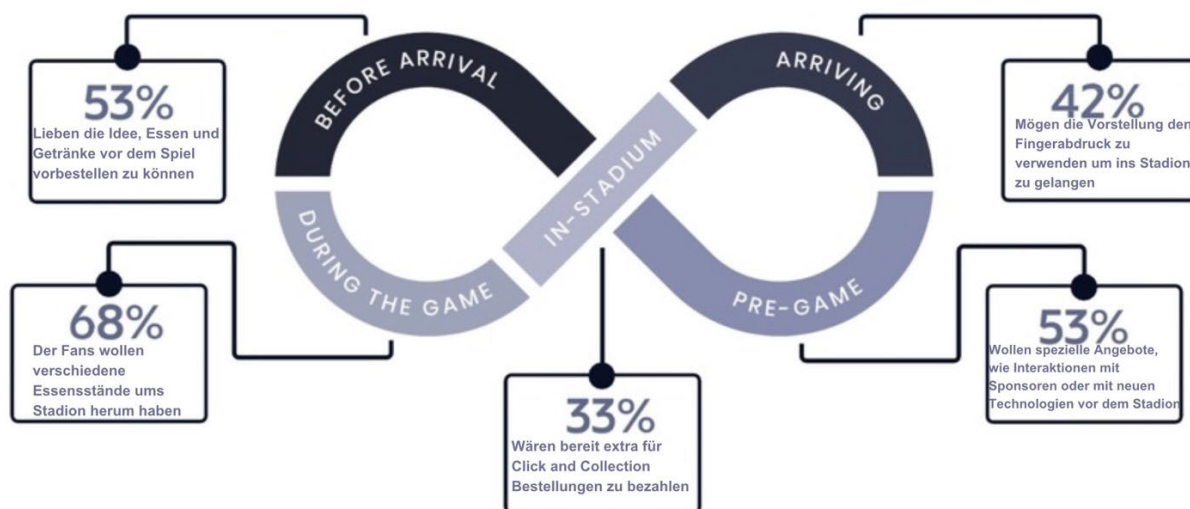 BEFORE ARRIVAL
ARRIVING
53%
Lieben die Idee, Essen und
Getränke vor dem Spiel
vorbestellen zu können
42%
Mögen die Vorstellung den
Fingerabdruck zu
verwenden um ins Stadion
zu gelangen
IN-STADIUM
DURING THE GAME
PRE-GAME
68%
Der Fans wollen
verschiedene
Essensstände ums
Stadion herum haben
53%
Wollen spezielle Angebote,
wie Interaktionen mit
Sponsoren oder mit neuen
Technologien vor dem Stadion
33%
Wären bereit extra für
Click and Collection
Bestellungen zu bezahlen